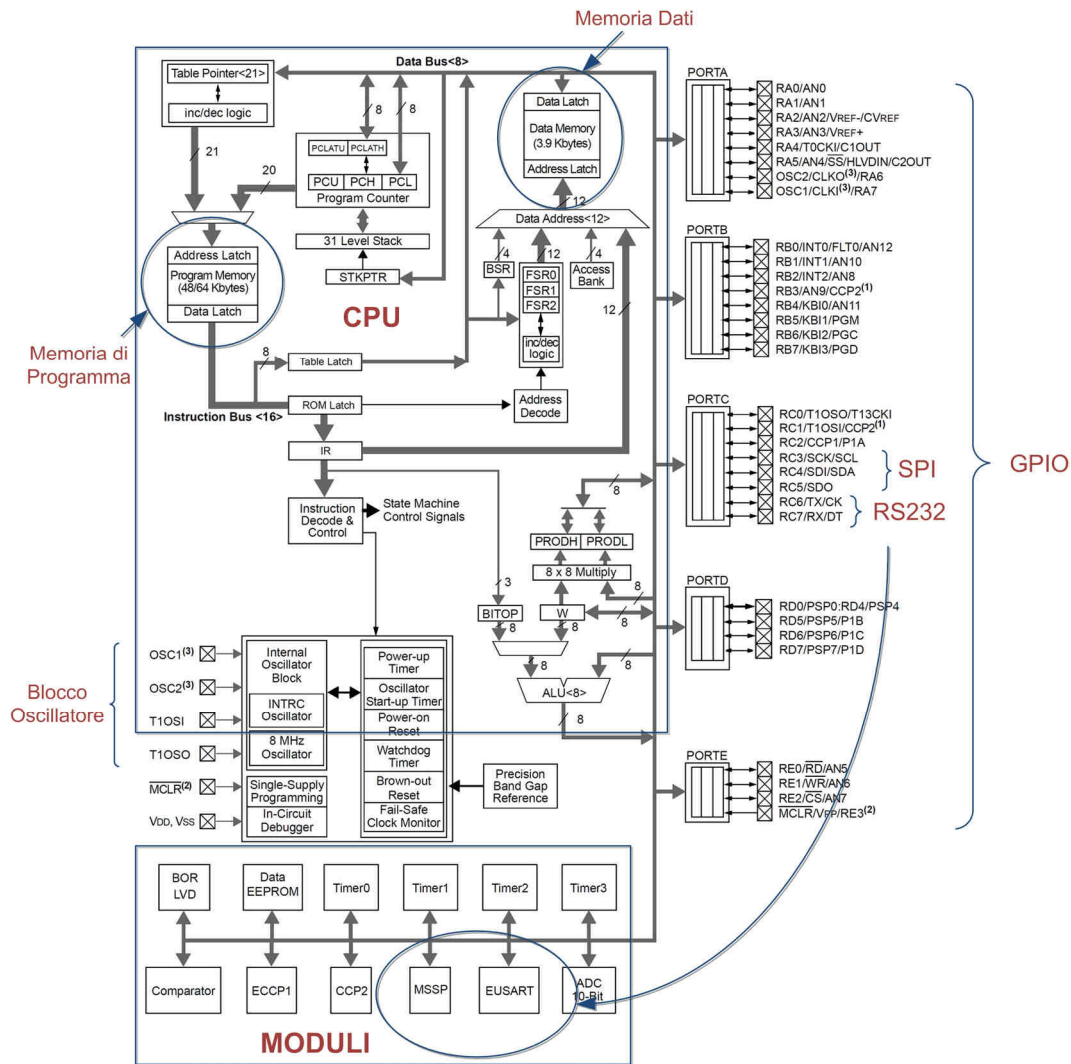 Memoria Dati
Data Bus<8>
Table Pointer<21>
inc/dec logic
21
8
8
PCLATU PCLATH
PCU PCH PCL
Program Counter
20
31 Level Stack
STKPTR
Data Latch
Data Memory
(3.9 Kbytes)
Address Latch
12
Data Address<12>
4
12
4
BSR
FSR0
FSR1
FSR2
Access
Bank
inc/dec
logic
12
Address Latch
Program Memory
(48/64 Kbytes)
Data Latch
CPU
Memoria di
Programma
8
Table Latch
Instruction Bus <16>
ROM Latch
Address
Decode
IR
Instruction
Decode &
Control
State Machine
Control Signals
8
PRODH PRODL
8 x 8 Multiply
3
8
BITOP
W
8
8
8
8
8
ALU<8>
8
PORTA
RA0/AN0
RA1/AN1
RA2/AN2/VREF-/CVREF
RA3/AN3/VREF+
RA4/T0CKI/C1OUT
RA5/AN4/SS/HLVDIN/C2OUT
OSC2/CLKO(3)/RA6
OSC1/CLKI(3)/RA7
PORTB
RB0/INT0/FLT0/AN12
RB1/INT1/AN10
RB2/INT2/AN8
RB3/AN9/CCP2(1)
RB4/KBI0/AN11
RB5/KBI1/PGM
RB6/KBI2/PGC
RB7/KBI3/PGD
PORTC
RC0/T1OSO/T13CKI
RC1/T1OSI/CCP2(1)
RC2/CCP1/P1A
RC3/SCK/SCL
RC4/SDI/SDA
RC5/SDO
RC6/TX/CK
RC7/RX/DT
SPI
RS232
GPIO
PORTD
RD0/PSP0:RD4/PSP4
RD5/PSP5/P1B
RD6/PSP6/P1C
RD7/PSP7/P1D
PORTE
RE0/RD/AN5
RE1/WR/AN6
RE2/CS/AN7
MCLR/VPP/RE3(2)
Blocco
Oscillatore
OSC1(3)
OSC2(3)
T1OSI
T1OSO
MCLR(2)
VDD, VSS
Internal
Oscillator
Block
INTRC
Oscillator
8 MHz
Oscillator
Single-Supply
Programming
In-Circuit
Debugger
Power-up
Timer
Oscillator
Start-up Timer
Power-on
Reset
Watchdog
Timer
Brown-out
Reset
Fail-Safe
Clock Monitor
Precision
Band Gap
Reference
BOR
LVD
Data
EEPROM
Timer0
Timer1
Timer2
Timer3
Comparator
ECCP1
CCP2
MSSP
EUSART
ADC
10-Bit
MODULI